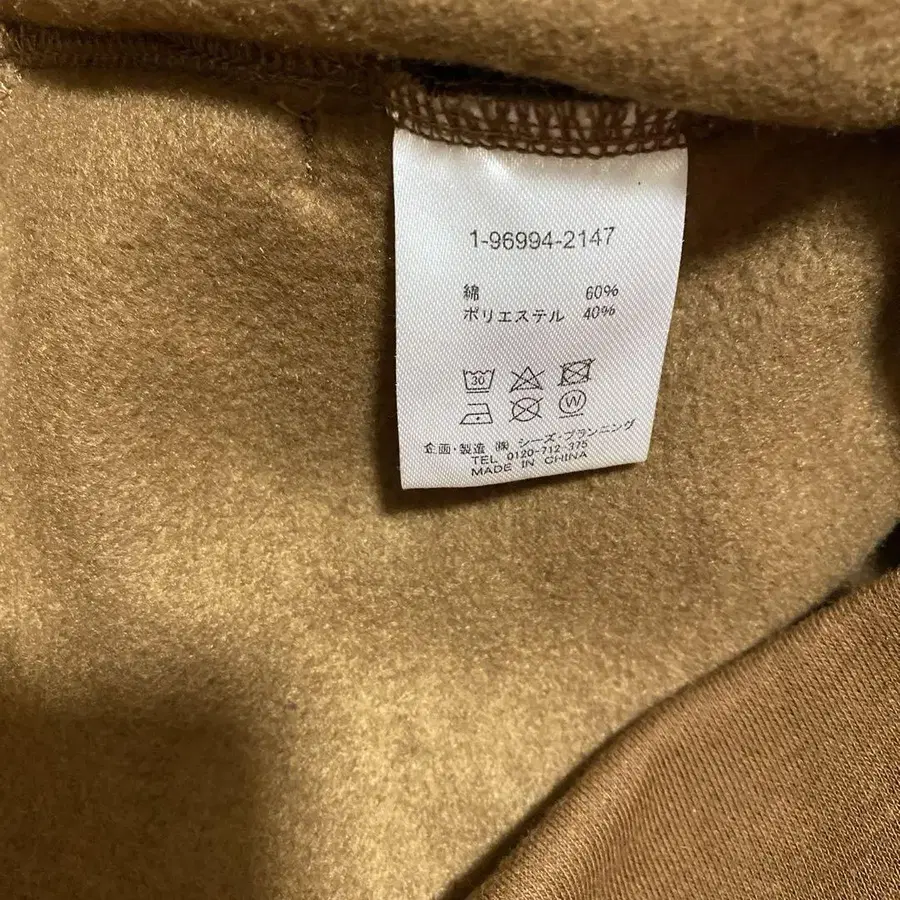 1-96994-2147
綿 60%
ポリエステル 40%
30
W
企画・製造 ㈱ シーズ・プランニング
TEL 0120-712-375
MADE IN CHINA